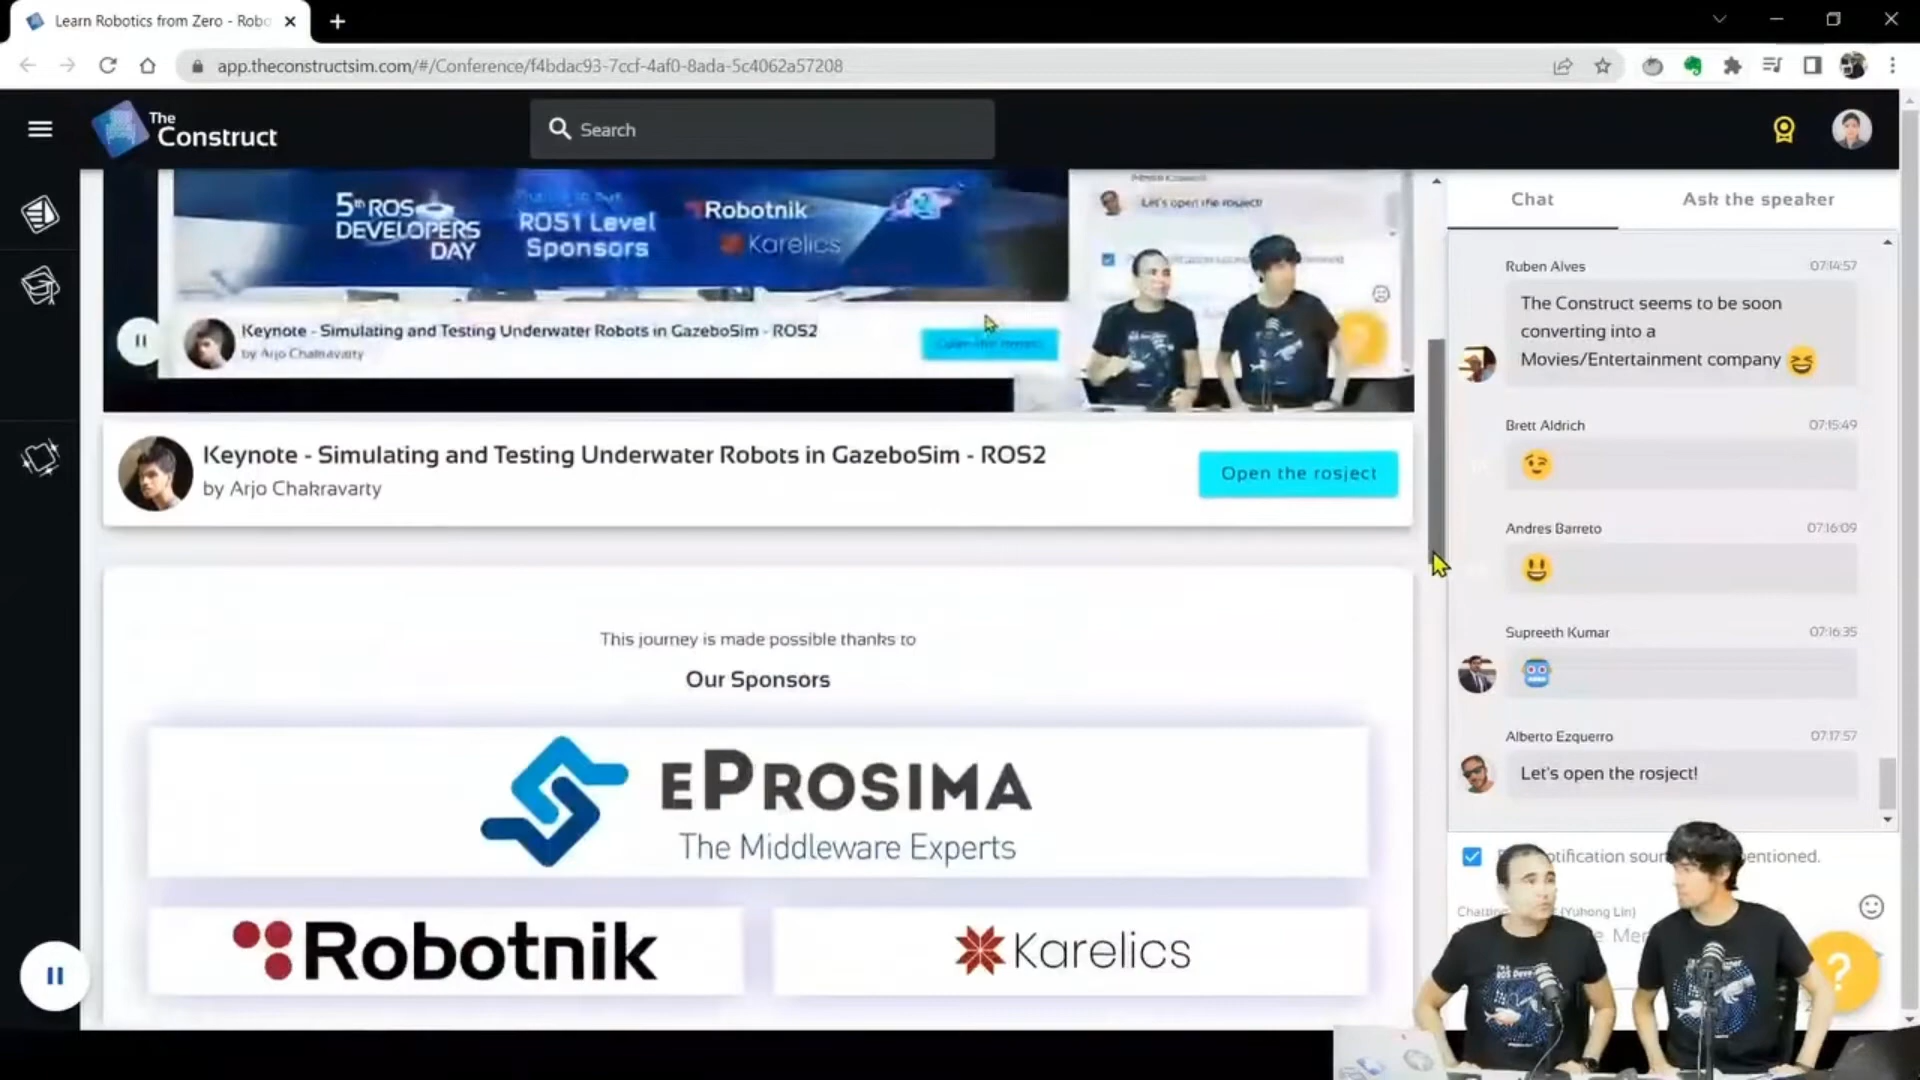 Learn Robotics from Zero - Robo
app.theconstructsim.com/#/Conference/f4bdac93-7ccf-4af0-8ada-5c4062a57208
The
Construct
Search
5th ROS
DEVELOPERS
DAY
ROS1 Level
Sponsors
Robotnik
Karelics
Let's open the rosject!
Keynote - Simulating and Testing Underwater Robots in GazeboSim - ROS2
by Arjo Chakravarty
Keynote - Simulating and Testing Underwater Robots in GazeboSim - ROS2
by Arjo Chakravarty
Open the rosject
This journey is made possible thanks to
Our Sponsors
EPROSIMA
The Middleware Experts
Robotnik
Karelics
Chat
Ask the speaker
Ruben Alves
07:14:57
The Construct seems to be soon
converting into a
Movies/Entertainment company
Brett Aldrich
07:15:49
Andres Barreto
07:16:09
Supreeth Kumar
07:16:35
Alberto Ezquerro
07:17:57
Let's open the rosject!
(Yuhong Lin)
?